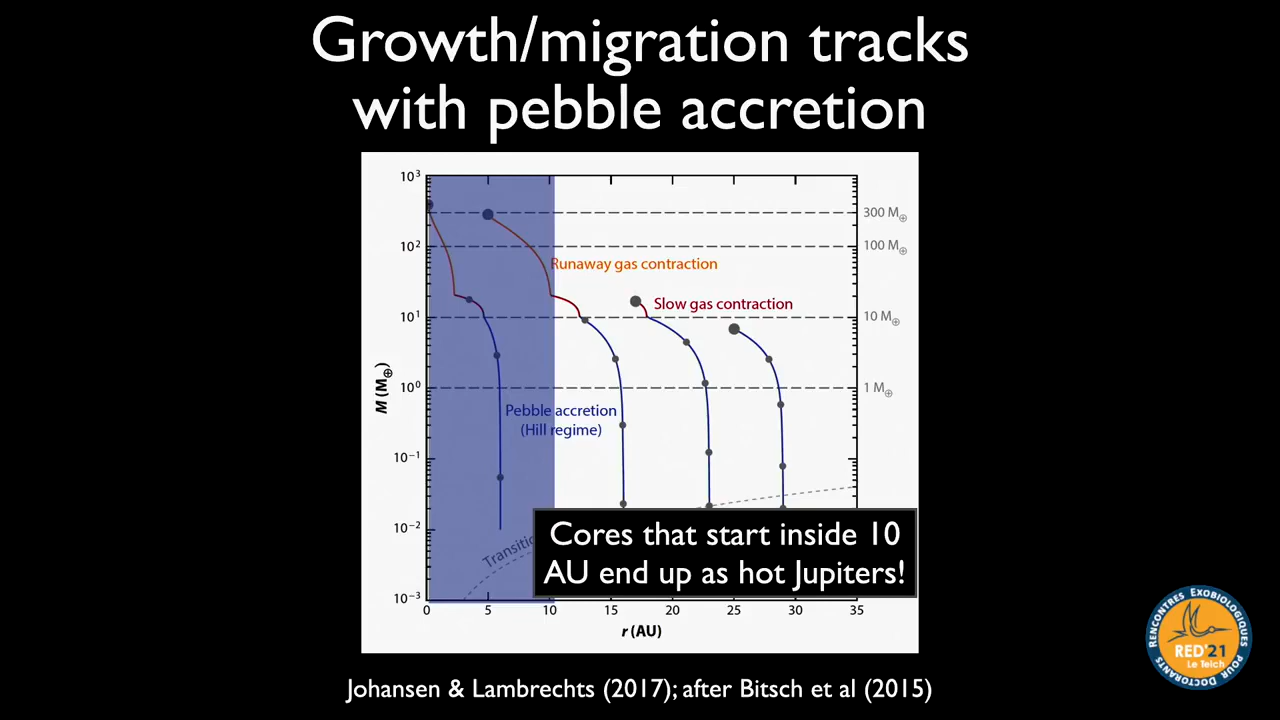 Growth/migration tracks
with pebble accretion
10³
10²
10¹
10⁰
10⁻¹
10⁻²
10⁻³
M (M⊕)
300 M⊕
100 M⊕
10 M⊕
1 M⊕
Runaway gas contraction
Slow gas contraction
Pebble accretion
(Hill regime)
Cores that start inside 10
AU end up as hot Jupiters!
0 5 10 15 20 25 30 35
r (AU)
Johansen & Lambrechts (2017); after Bitsch et al (2015)
RENCONTRES EXOBIOLOGIQUES
POUR DOCTORANTS
RED'21
Le Teich